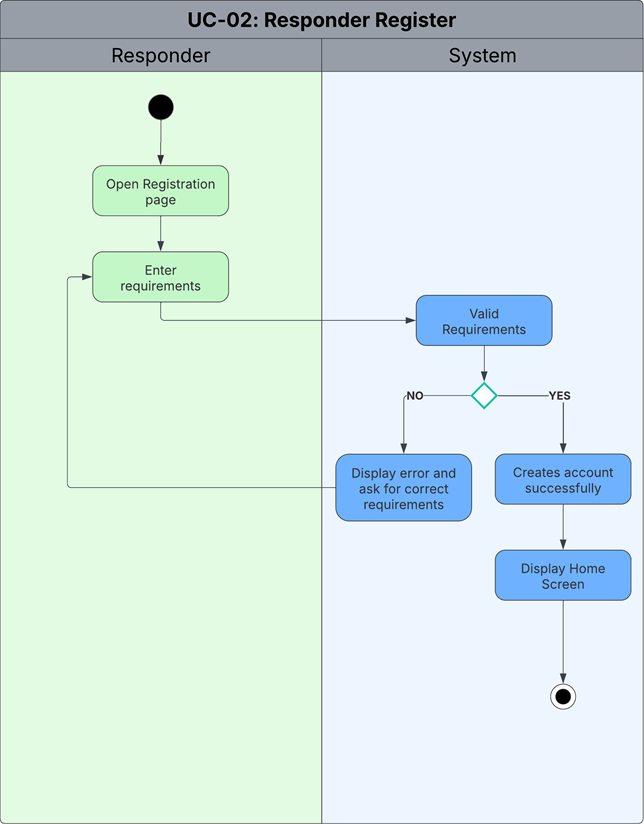 UC-02: Responder Register
Responder
System
Open Registration
page
Enter
requirements
Valid
Requirements
NO
YES
Display error and
ask for correct
requirements
Creates account
successfully
Display Home
Screen